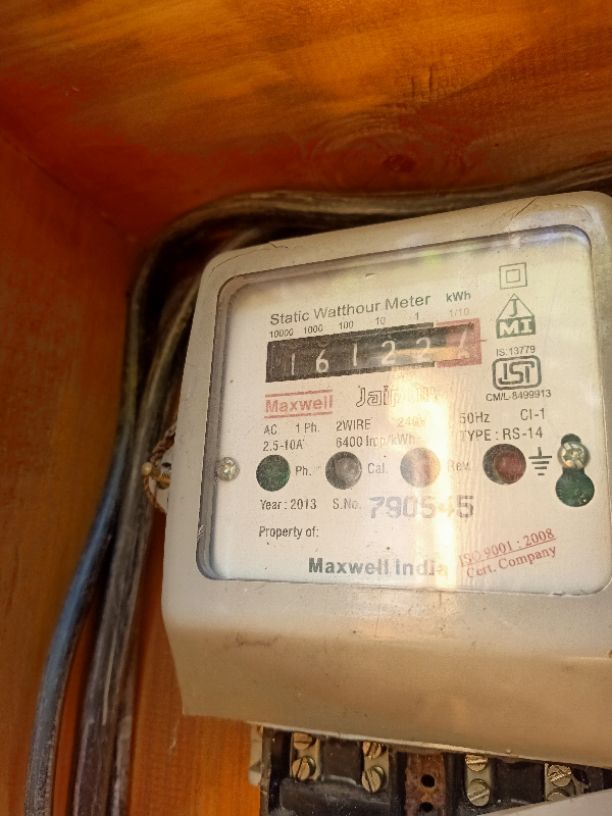 Static Watthour Meter kWh
10000 1000 100 10 1 1/10
1 6 1 2 2
JMI
IS:13779
ISI
CM/L-8499913
Maxwell
AC 1 Ph. 2WIRE 240V 50Hz Cl-1
2.5-10A 6400 Imp/kWh TYPE : RS-14
Ph. Cal. Rev.
Year : 2013 S.No. 790545
Property of:
Maxwell India
ISO 9001 : 2008
Cert. Company